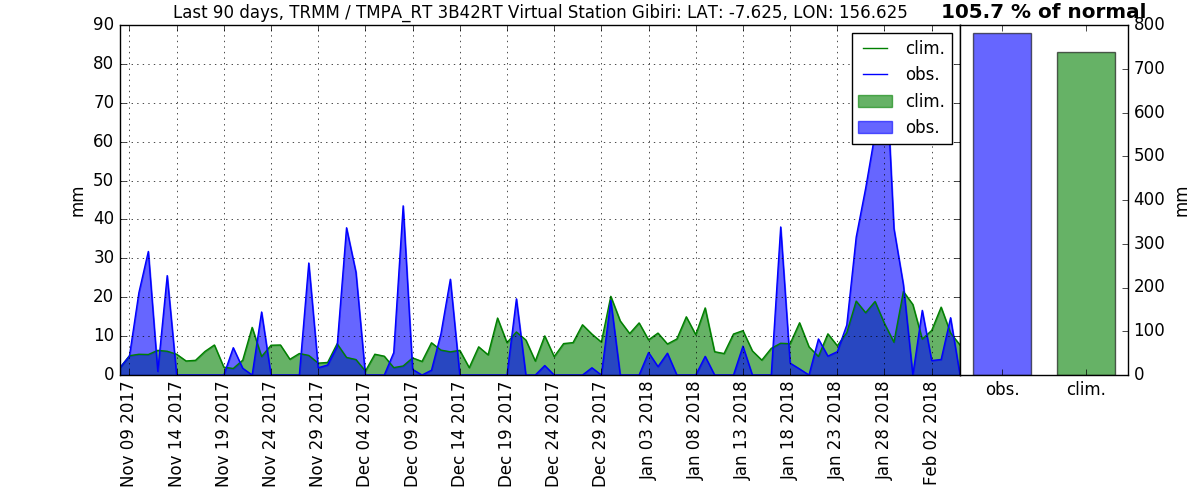 Last 90 days, TRMM / TMPA_RT 3B42RT Virtual Station Gibiri: LAT: -7.625, LON: 156.625
105.7 % of normal
90
80
70
60
50
40
30
20
10
0
mm
clim.
obs.
clim.
obs.
800
700
600
500
400
300
200
100
0
mm
Nov 09 2017
Nov 14 2017
Nov 19 2017
Nov 24 2017
Nov 29 2017
Dec 04 2017
Dec 09 2017
Dec 14 2017
Dec 19 2017
Dec 24 2017
Dec 29 2017
Jan 03 2018
Jan 08 2018
Jan 13 2018
Jan 18 2018
Jan 23 2018
Jan 28 2018
Feb 02 2018
obs.
clim.